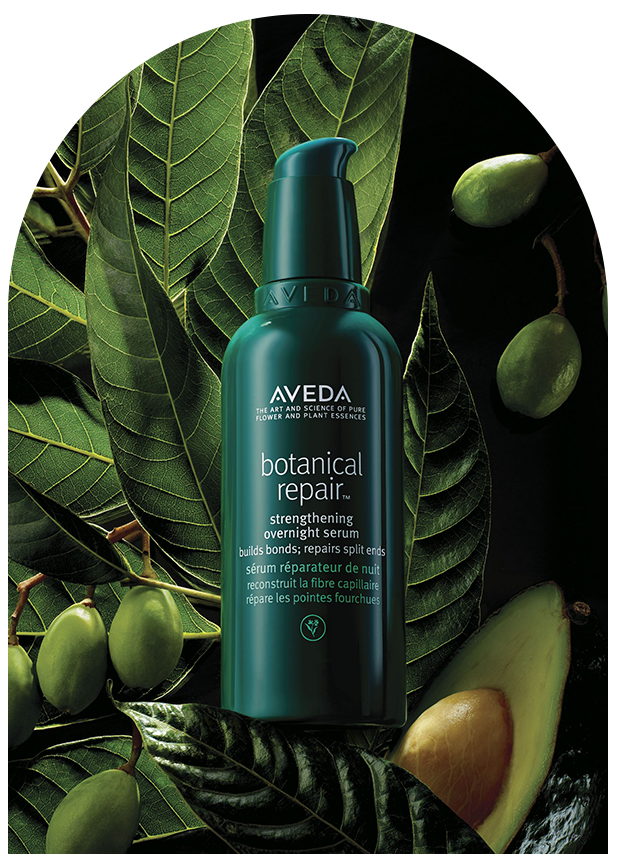 AVEDA
AVEDA
THE ART AND SCIENCE OF PURE
FLOWER AND PLANT ESSENCES
botanical
repair™
strengthening
overnight serum
builds bonds; repairs split ends
sérum réparateur de nuit
reconstruit la fibre capillaire
répare les pointes fourchues